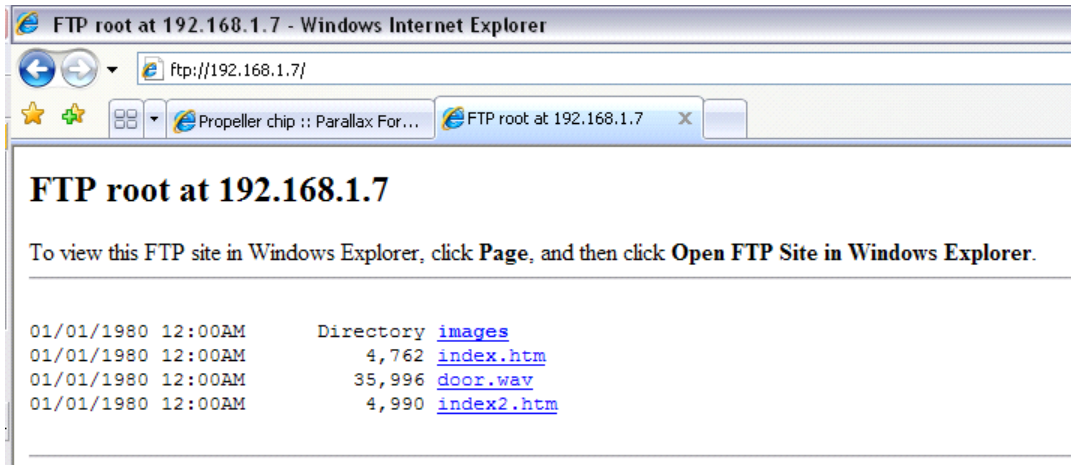 FTP root at 192.168.1.7 - Windows Internet Explorer
ftp://192.168.1.7/
Propeller chip :: Parallax For... FTP root at 192.168.1.7 X
FTP root at 192.168.1.7
To view this FTP site in Windows Explorer, click Page, and then click Open FTP Site in Windows Explorer.
01/01/1980 12:00AM Directory images
01/01/1980 12:00AM 4,762 index.htm
01/01/1980 12:00AM 35,996 door.wav
01/01/1980 12:00AM 4,990 index2.htm